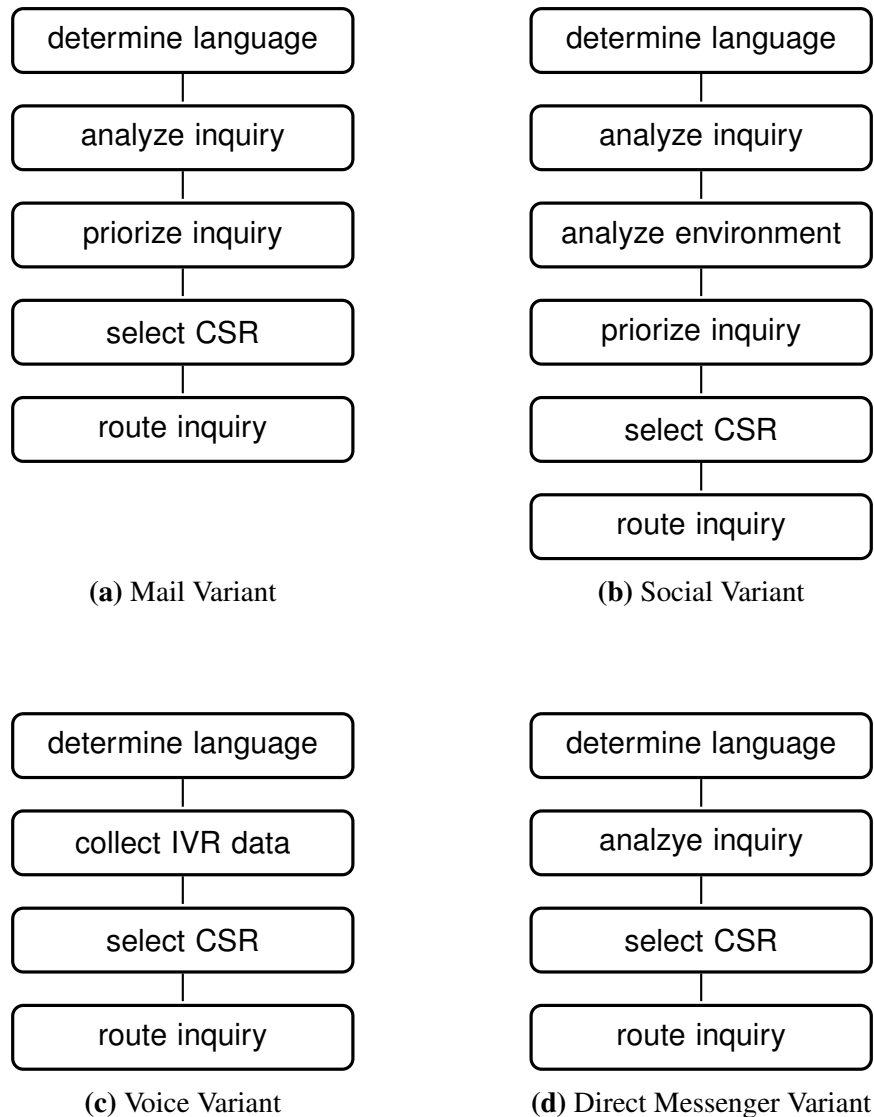 determine language
analyze inquiry
priorize inquiry
select CSR
route inquiry
(a) Mail Variant
determine language
analyze inquiry
analyze environment
priorize inquiry
select CSR
route inquiry
(b) Social Variant
determine language
collect IVR data
select CSR
route inquiry
(c) Voice Variant
determine language
analzye inquiry
select CSR
route inquiry
(d) Direct Messenger Variant